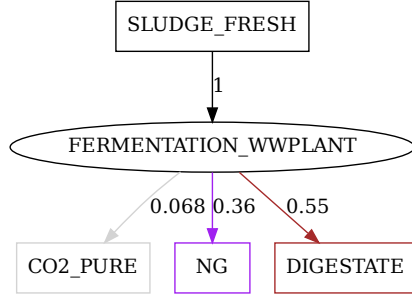 SLUDGE_FRESH
1
FERMENTATION_WWPLANT
0.068 0.36 0.55
CO2_PURE NG DIGESTATE